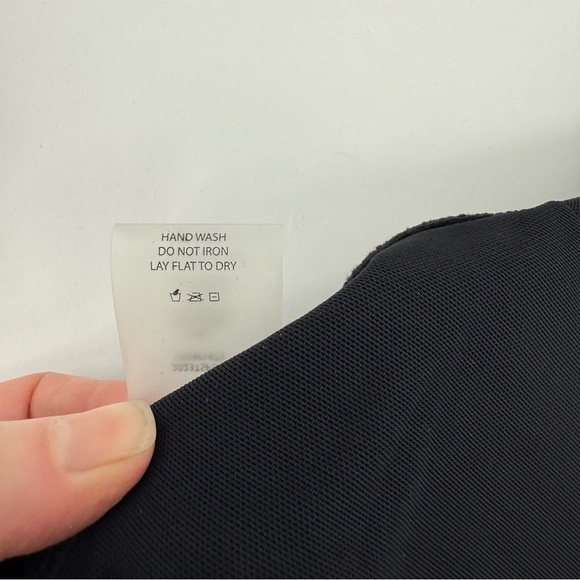 HAND WASH
DO NOT IRON
LAY FLAT TO DRY